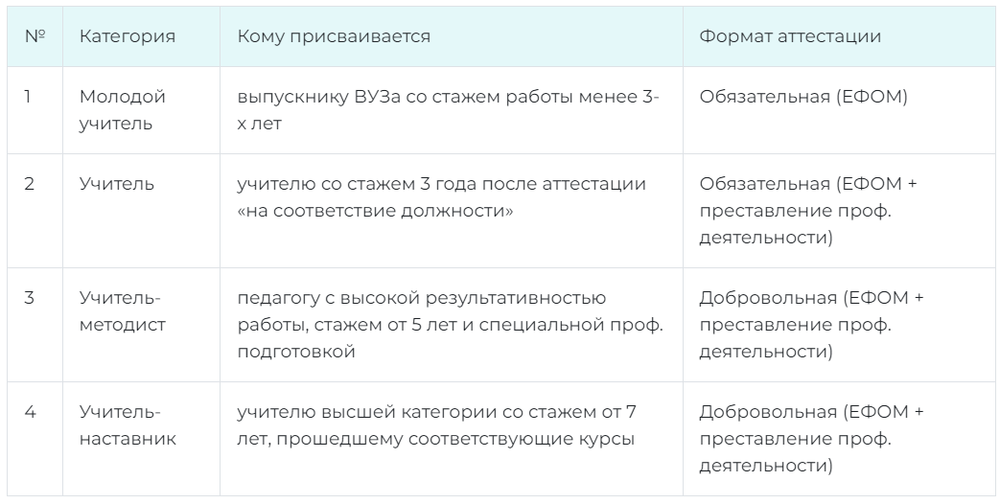 № Категория Кому присваивается Формат аттестации
1 Молодой выпускнику ВУЗа со стажем работы менее 3- Обязательная (ЕФОМ)
учитель х лет
2 Учитель учителю со стажем 3 года после аттестации Обязательная (ЕФОМ +
«на соответствие должности» преставление проф.
деятельности)
3 Учитель- педагогу с высокой результативностью Добровольная (ЕФОМ +
методист работы, стажем от 5 лет и специальной проф. преставление проф.
подготовкой деятельности)
4 Учитель- учителю высшей категории со стажем от 7 Добровольная (ЕФОМ +
наставник лет, прошедшему соответствующие курсы преставление проф.
деятельности)